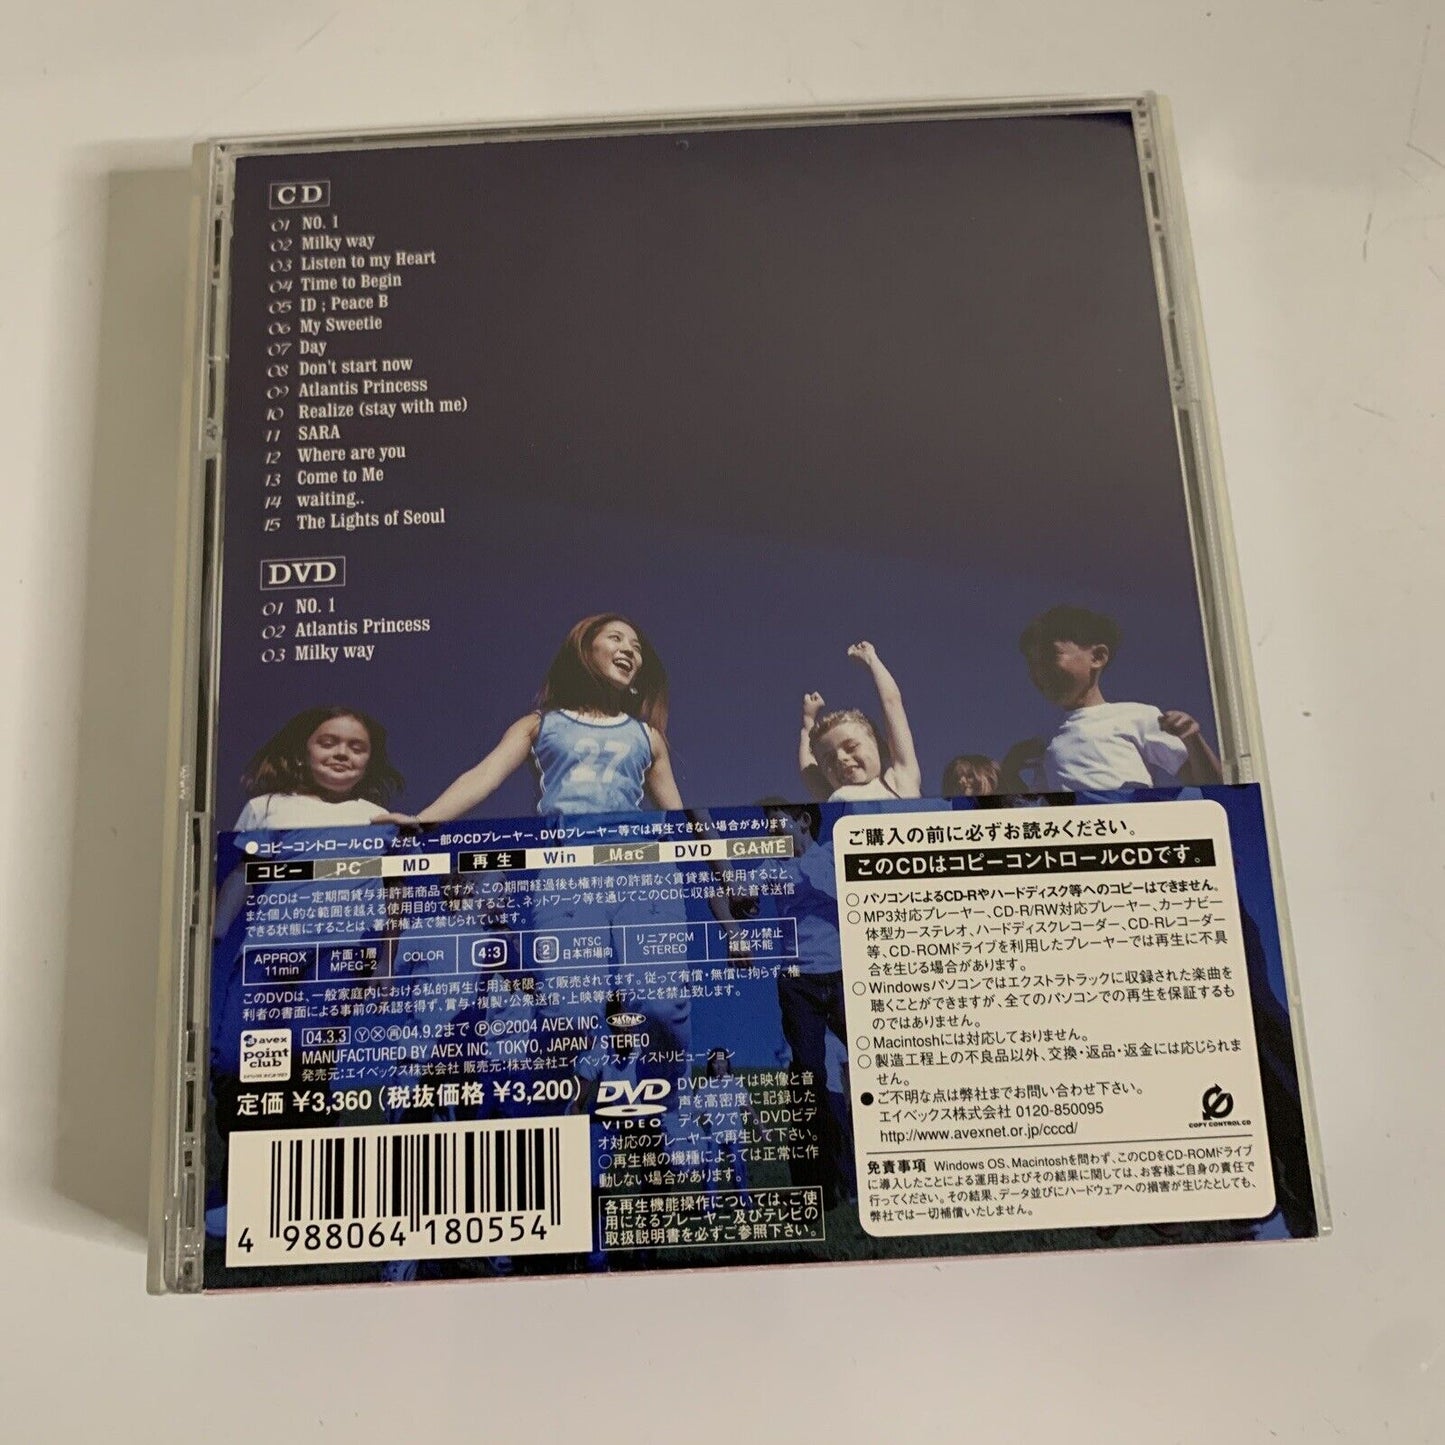 CD
01 NO. 1
02 Milky way
03 Listen to my Heart
04 Time to Begin
05 ID ; Peace B
06 My Sweetie
07 Day
08 Don't start now
09 Atlantis Princess
10 Realize (stay with me)
11 SARA
12 Where are you
13 Come to Me
14 waiting..
15 The Lights of Seoul
DVD
01 NO. 1
02 Atlantis Princess
03 Milky way
27
●コピーコントロールCD ただし、一部のCDプレーヤー、DVDプレーヤー等では再生できない場合があります。
コピー PC MD 再生 Win Mac DVD GAME
このCDは一定期間貸与非許諾商品ですが、この期間経過後も権利者の許諾なく賃貸業に使用すること、
また個人的な範囲を越える使用目的で複製すること、ネットワーク等を通じてこのCDに収録された音を送信
できる状態にすることは、著作権法で禁じられています。
APPROX 11min 片面・1層 MPEG-2 COLOR 4:3 2 NTSC 日本市場向 リニアPCM STEREO レンタル禁止 複製不能
このDVDは、一般家庭内における私的再生に用途を限って販売されてます。従って有償・無償に拘らず、権
利者の書面による事前の承認を得ず、賞与・複製・公衆送信・上映等を行うことを禁止致します。
avex point club
04.3.3 Ⓨ Ⓧ 再 04.9.2まで ⓅⒸ2004 AVEX INC.
MANUFACTURED BY AVEX INC. TOKYO, JAPAN / STEREO
発売元:エイベックス株式会社 販売元:株式会社エイベックス・ディストリビューション
定価 ¥3,360 (税抜価格 ¥3,200)
4 988064 180554
DVD VIDEO
DVDビデオは映像と音
声を高密度に記録した
ディスクです。DVDビデ
オ対応のプレーヤーで再生して下さい。
○再生機の機種によっては正常に作
動しない場合があります。
各再生機能操作については、ご使
用になるプレーヤー及びテレビの
取扱説明書を必ずご参照下さい。
ご購入の前に必ずお読みください。
このCDはコピーコントロールCDです。
○パソコンによるCD-Rやハードディスク等へのコピーはできません。
○MP3対応プレーヤー、CD-R/RW対応プレーヤー、カーナビ一
体型カーステレオ、ハードディスクレコーダー、CD-Rレコーダー
等、CD-ROMドライブを利用したプレーヤーでは再生に不具
合を生じる場合があります。
○Windowsパソコンではエクストラトラックに収録された楽曲を
聴くことができますが、全てのパソコンでの再生を保証するも
のではありません。
○Macintoshには対応しておりません。
○製造工程上の不良品以外、交換・返品・返金には応じられま
せん。
●ご不明な点は弊社までお問い合わせ下さい。
エイベックス株式会社 0120-850095
http://www.avexnet.or.jp/cccd/
COPY CONTROL CD
免責事項 Windows OS、Macintoshを問わず、このCDをCD-ROMドライブ
に導入したことによる運用およびその結果に関しては、お客様ご自身の責任で
行ってください。その結果、データ並びにハードウェアへの損害が生じたとしても、
弊社では一切補償いたしません。